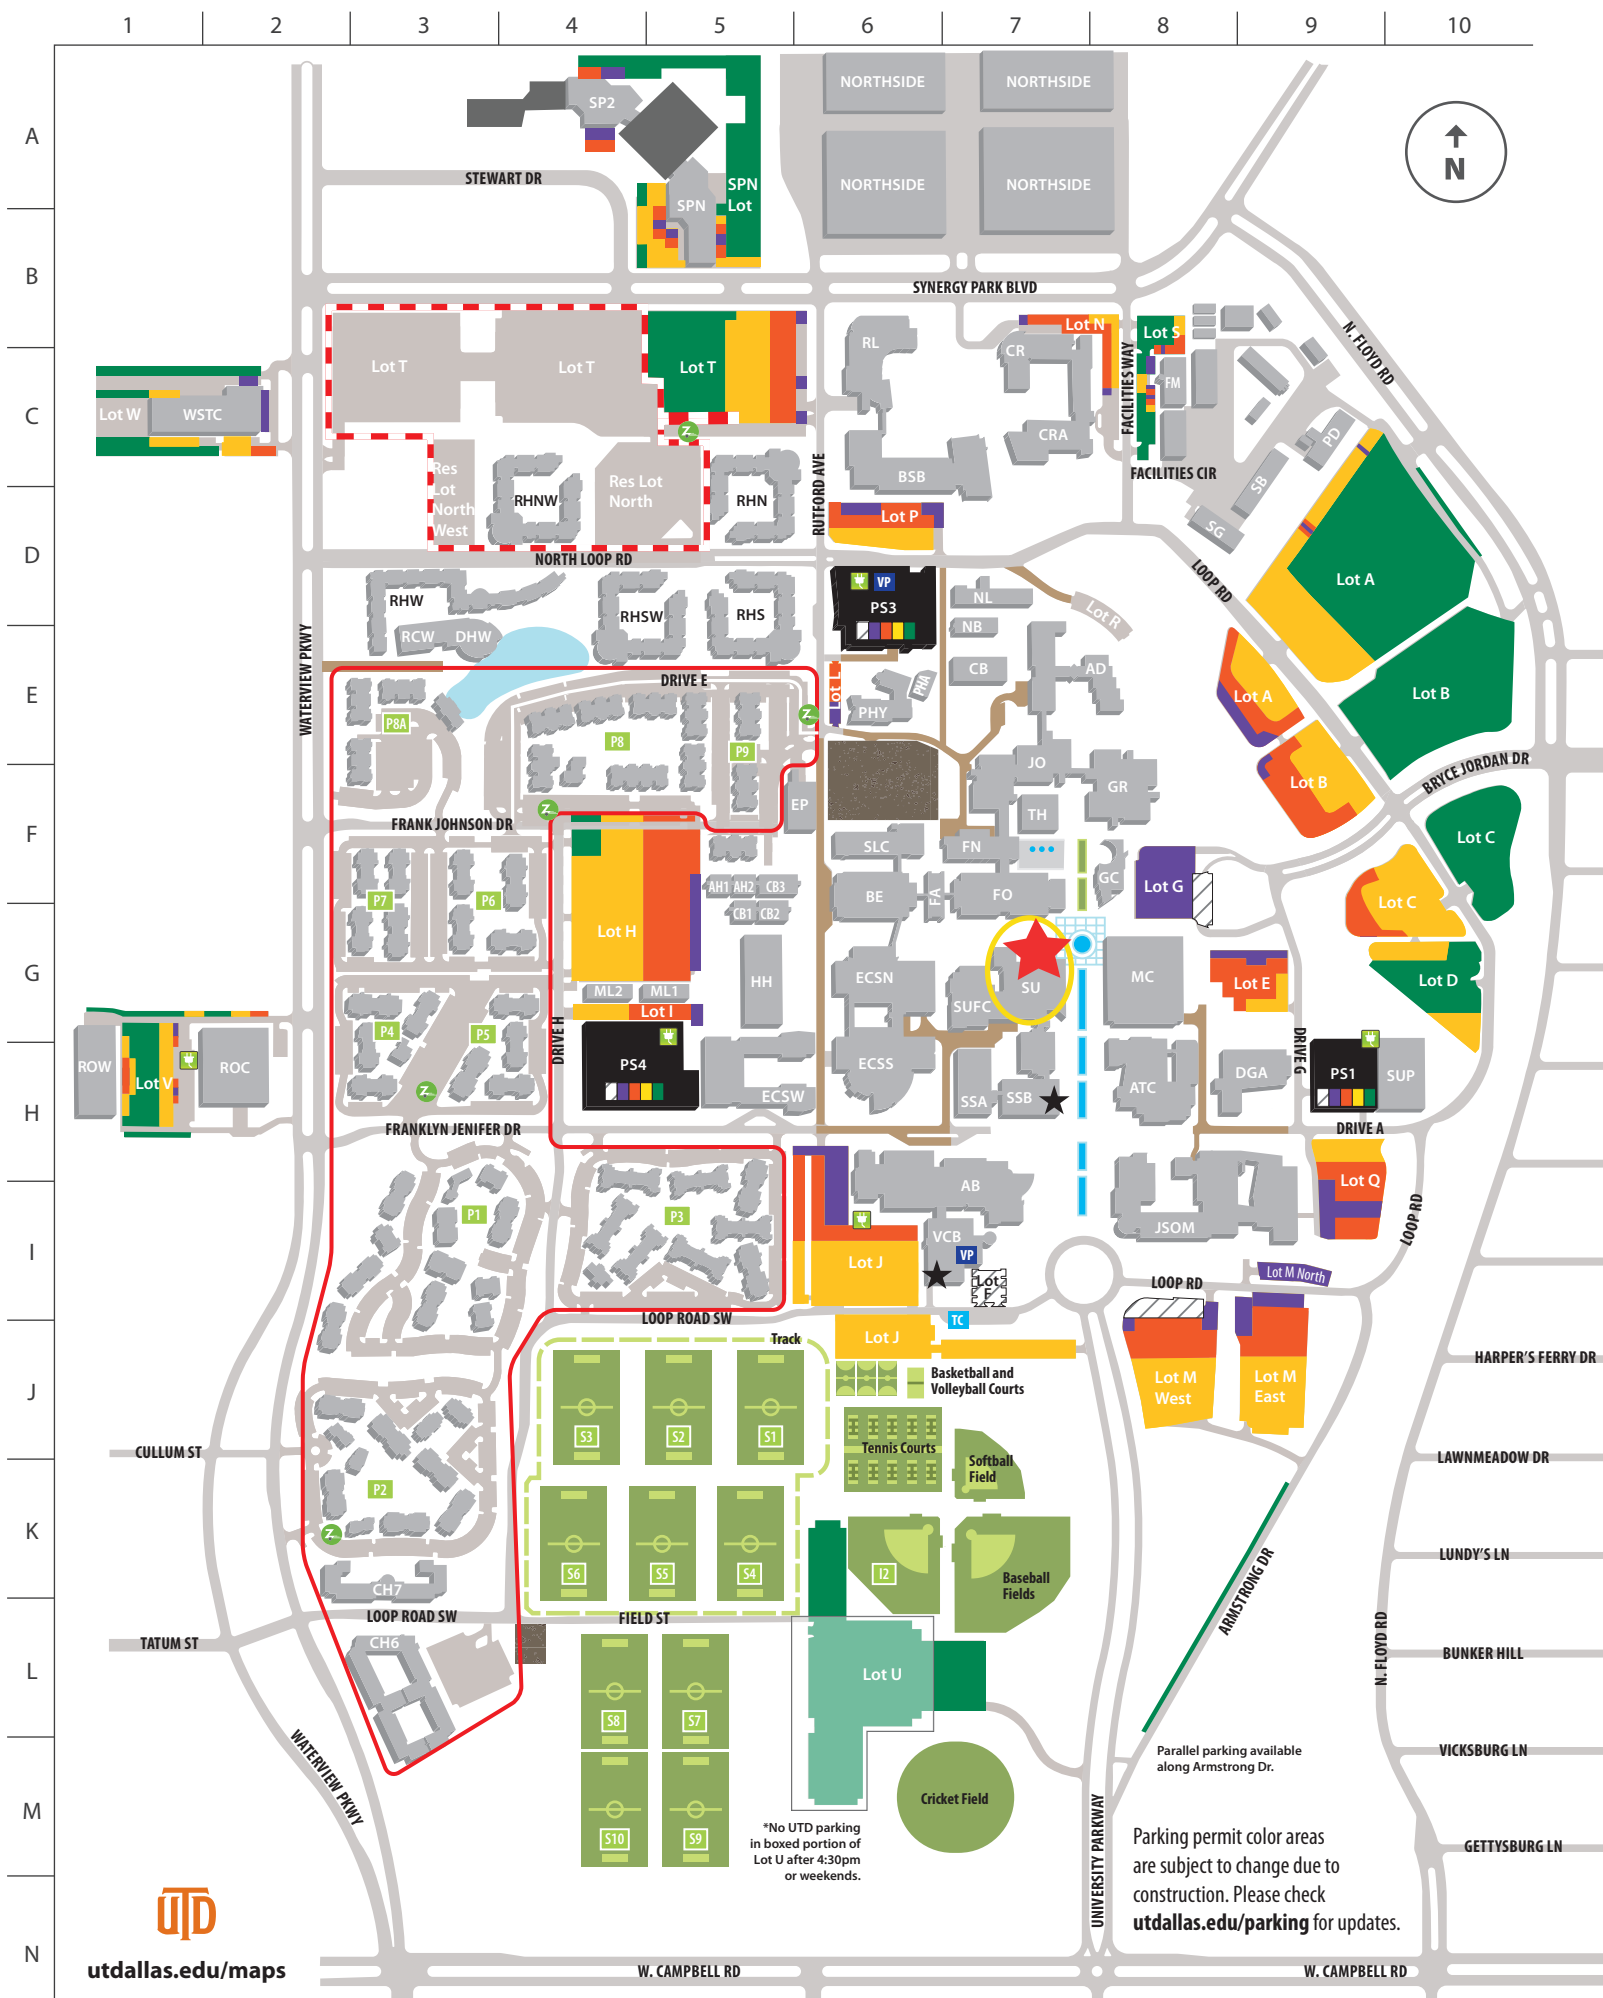 1 2 3 4 5 6 7 8 9 10
A
B
C
D
E
F
G
H
I
J
K
L
M
N
N
SP2
STEWART DR
SPN
SPN
Lot
NORTHSIDE
NORTHSIDE
NORTHSIDE
NORTHSIDE
SYNERGY PARK BLVD
N. FLOYD RD
Lot T
Lot T
Lot T
Lot W
WSTC
RL
CR
Lot N
CRA
BSB
Lot S
FM
FACILITIES WAY
FACILITIES CIR
PD
SB
SG
Res
Lot
North
West
RHNW
Res Lot
North
RHN
RUTFORD AVE
Lot P
NORTH LOOP RD
LOOP RD
Lot A
RHW
RCW
DHW
RHSW
RHS
VP
PS3
NL
NB
CB
Lot R
AD
WATERVIEW PKWY
DRIVE E
Lot L
PHY
PHA
Lot A
Lot B
P8A
P8
P9
Z
Z
Z
EP
JO
GR
TH
Lot B
BRYCE JORDAN DR
FRANK JOHNSON DR
SLC
FN
Lot C
P7
P6
AH1
AH2
CB3
CB1
CB2
BE
FA
FO
GC
Lot G
Lot C
Lot H
HH
ECSN
SUFC
SU
MC
Lot E
Lot D
ML2
ML1
Lot I
P4
P5
Z
DRIVE H
PS4
ECSW
ECSS
SSA
SSB
ATC
DGA
DRIVE G
PS1
SUP
ROW
Lot V
ROC
FRANKLYN JENIFER DR
DRIVE A
P1
P3
AB
VCB
VP
Lot
F
Lot J
JSOM
Lot Q
LOOP RD
LOOP RD
Lot M North
LOOP ROAD SW
TC
Lot J
Track
Basketball and
Volleyball Courts
Lot M
West
Lot M
East
HARPER'S FERRY DR
S3
S2
S1
Tennis Courts
Softball
Field
CULLUM ST
LAWNMEADOW DR
P2
Z
S6
S5
S4
I2
Baseball
Fields
LUNDY'S LN
ARMSTRONG DR
CH7
LOOP ROAD SW
FIELD ST
TATUM ST
CH6
Lot U
N. FLOYD RD
BUNKER HILL
S8
S7
WATERVIEW PKWY
Parallel parking available
along Armstrong Dr.
VICKSBURG LN
Cricket Field
S10
S9
*No UTD parking
in boxed portion of
Lot U after 4:30pm
or weekends.
UNIVERSITY PARKWAY
Parking permit color areas
are subject to change due to
construction. Please check
utdallas.edu/parking for updates.
GETTYSBURG LN
UTD
utdallas.edu/maps
W. CAMPBELL RD
W. CAMPBELL RD